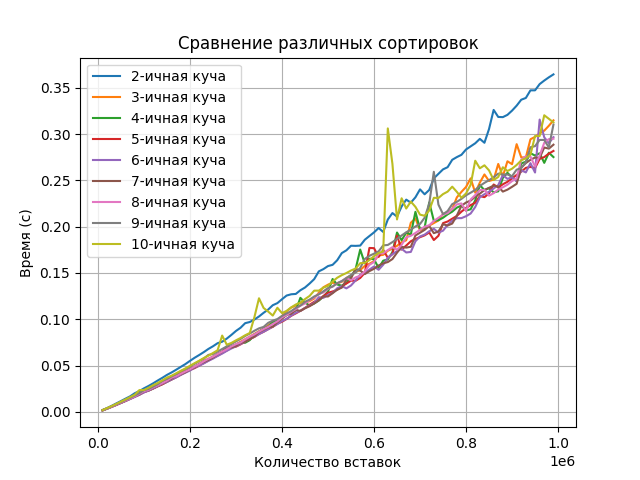 Сравнение различных сортировок
2-ичная куча
3-ичная куча
4-ичная куча
5-ичная куча
6-ичная куча
7-ичная куча
8-ичная куча
9-ичная куча
10-ичная куча
Время (с)
0.35
0.30
0.25
0.20
0.15
0.10
0.05
0.00
0.0 0.2 0.4 0.6 0.8 1.0
1e6
Количество вставок